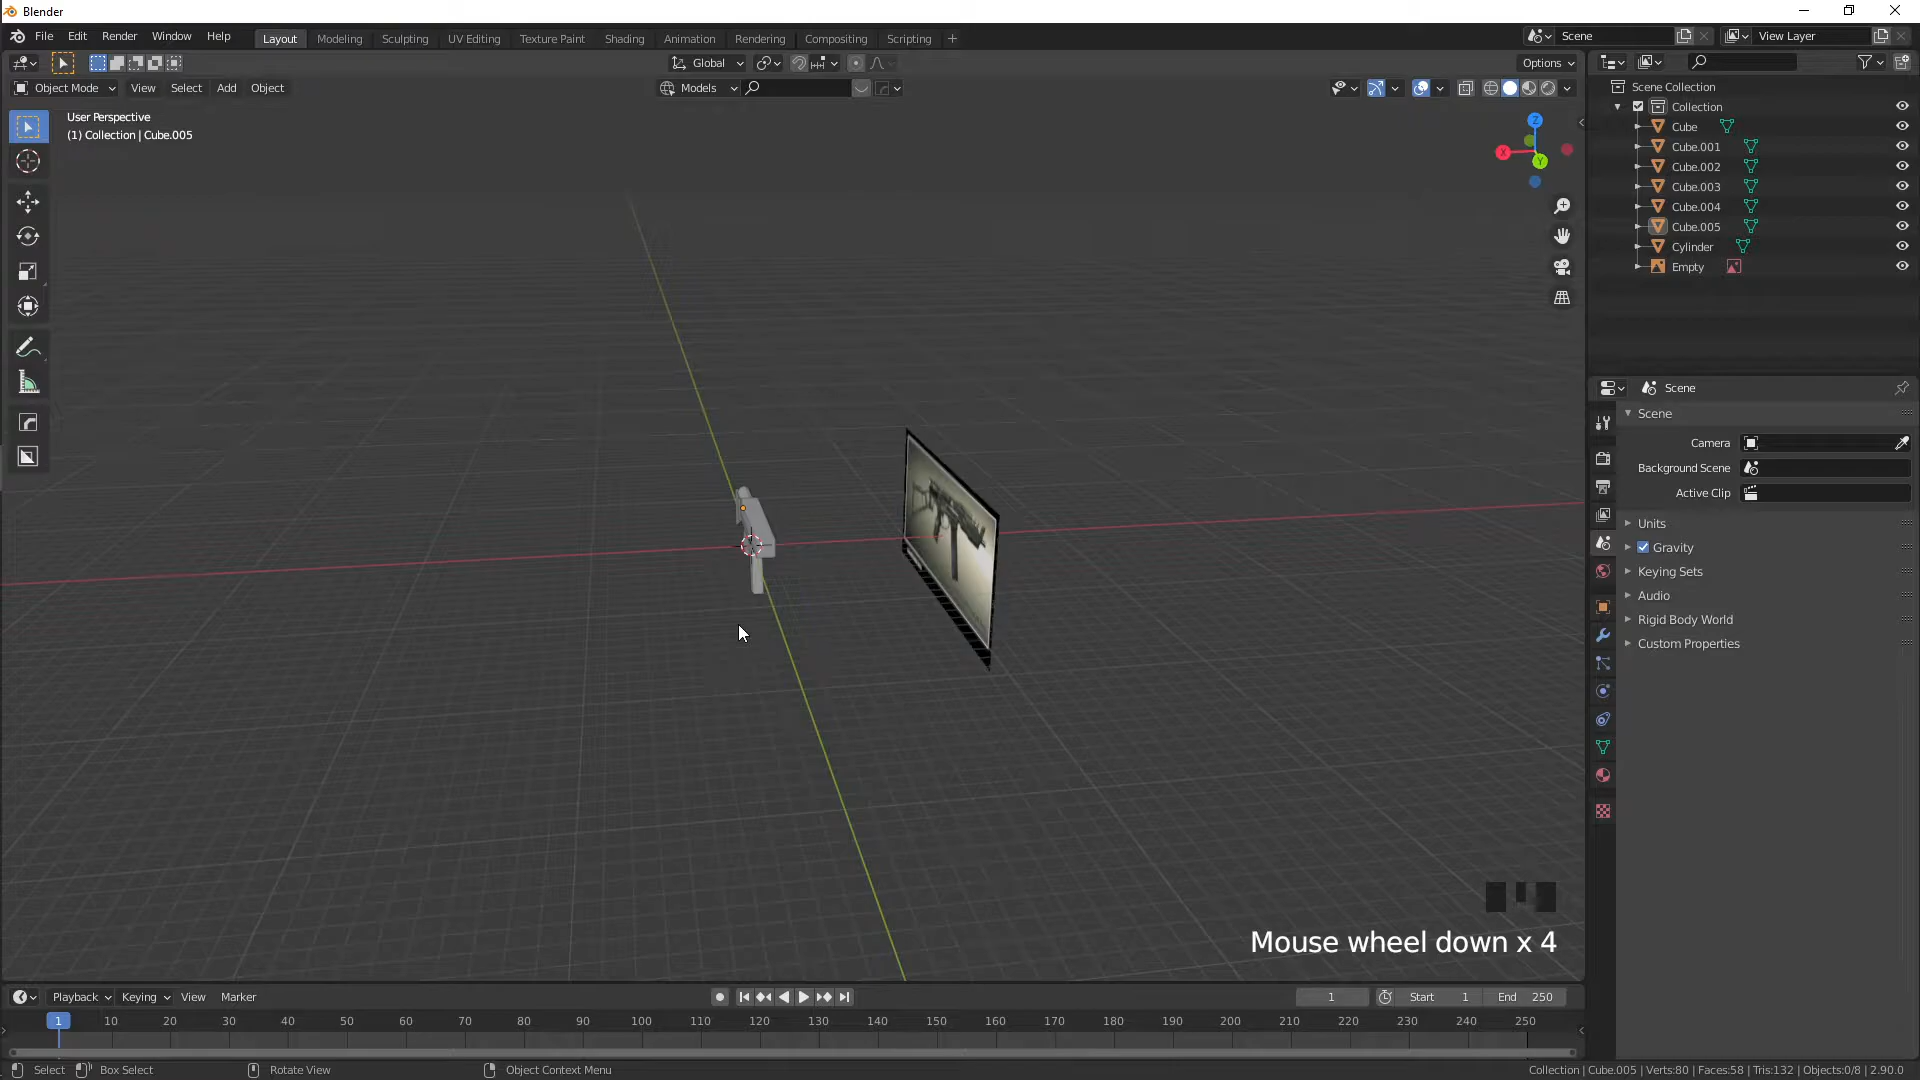 Blender
File Edit Render Window Help
Layout Modeling Sculpting UV Editing Texture Paint Shading Animation Rendering Compositing Scripting
Scene
View Layer
Global
Options
Object Mode View Select Add Object
Models
User Perspective
(1) Collection | Cube.005
Z
X
Y
Scene Collection
Collection
Cube
Cube.001
Cube.002
Cube.003
Cube.004
Cube.005
Cylinder
Empty
Scene
Scene
Camera
Background Scene
Active Clip
Units
Gravity
Keying Sets
Audio
Rigid Body World
Custom Properties
Mouse wheel down x 4
Playback Keying View Marker
1 Start 1 End 250
1 10 20 30 40 50 60 70 80 90 100 110 120 130 140 150 160 170 180 190 200 210 220 230 240 250
Select Box Select Rotate View Object Context Menu
Collection | Cube.005 | Verts:80 | Faces:58 | Tris:132 | Objects:0/8 | 2.90.0